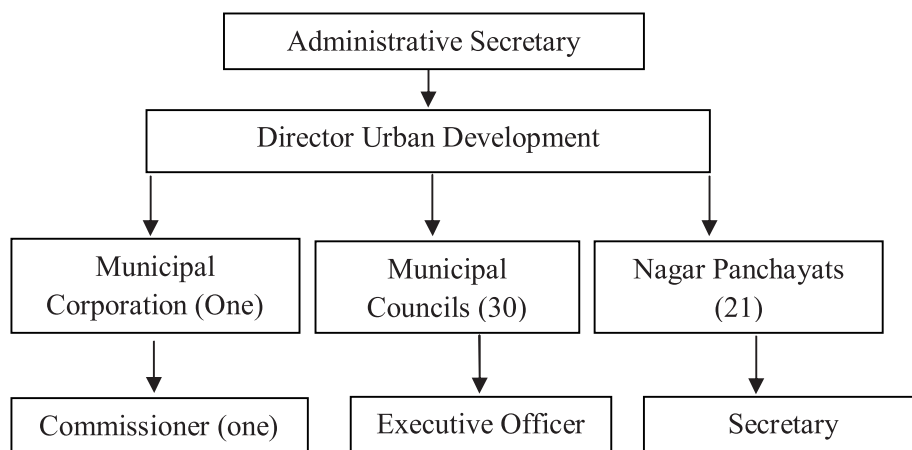 Administrative Secretary
Director Urban Development
Municipal
Corporation (One)
Municipal
Councils (30)
Nagar Panchayats
(21)
Commissioner (one)
Executive Officer
Secretary